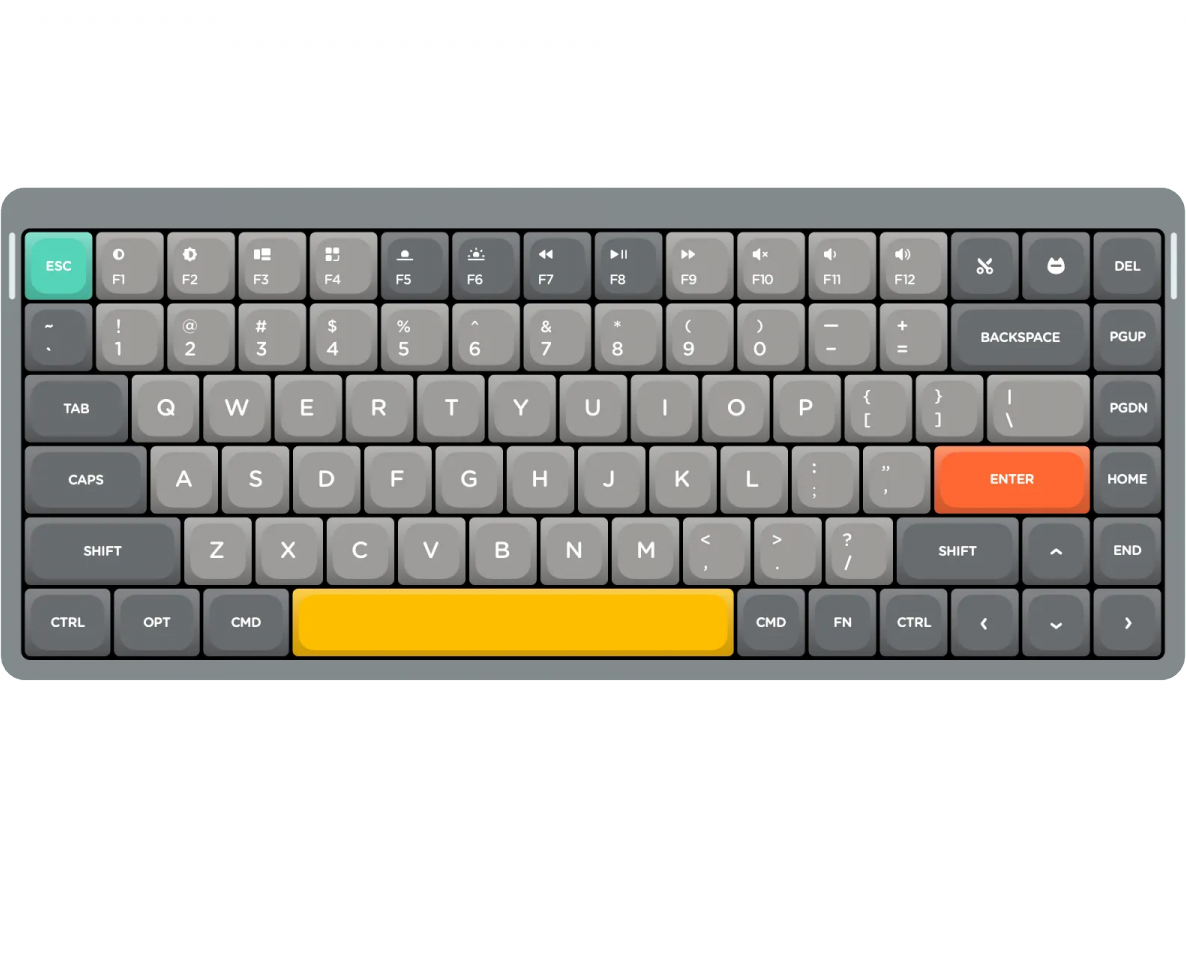 ESC F1 F2 F3 F4 F5 F6 F7 F8 F9 F10 F11 F12 DEL
~ ! @ # $ % ^ & * ( ) — +
` 1 2 3 4 5 6 7 8 9 0 - = BACKSPACE PGUP
TAB Q W E R T Y U I O P { } | PGDN
[ ] \
CAPS A S D F G H J K L : ” ENTER HOME
; ’
SHIFT Z X C V B N M < > ? SHIFT ^ END
, . /
CTRL OPT CMD CMD FN CTRL ‹ ⌄ ›